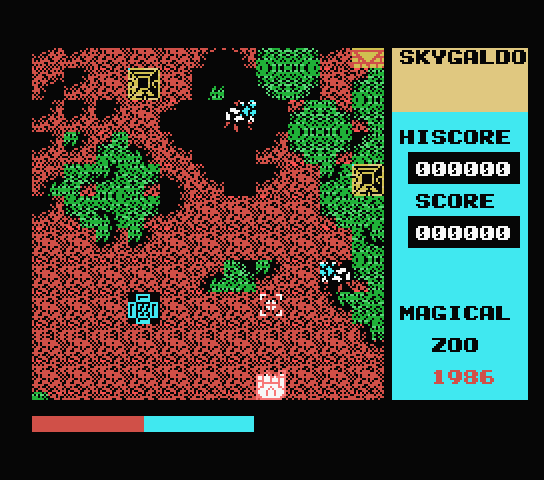 SKYGALDO
HISCORE
000000
SCORE
000000
MAGICAL
ZOO
1986